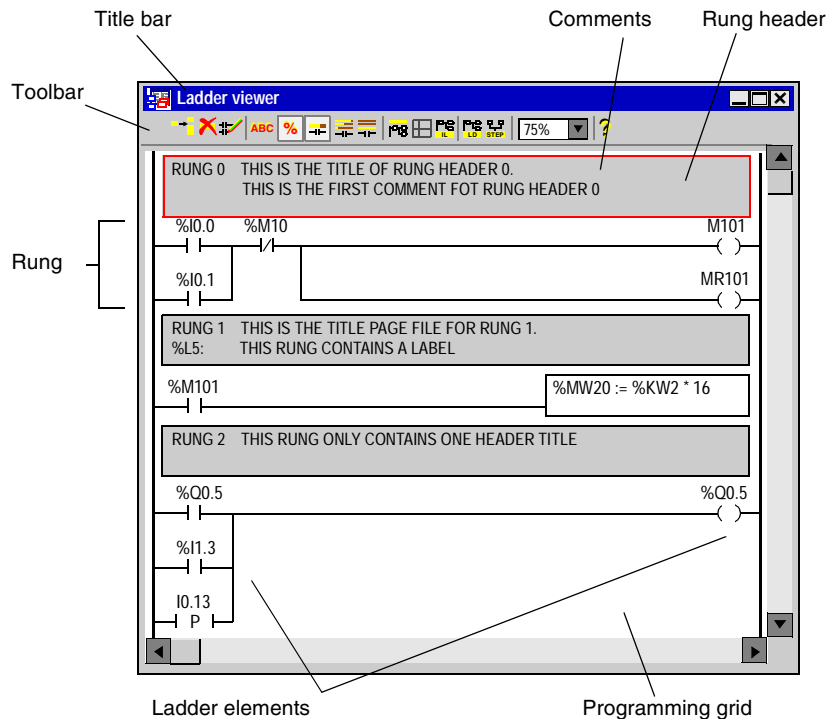 Title bar
Comments
Rung header
Toolbar
Ladder viewer
ABC % IL LD STEP 75% ?
RUNG 0 THIS IS THE TITLE OF RUNG HEADER 0.
THIS IS THE FIRST COMMENT FOT RUNG HEADER 0
%I0.0 %M10 M101
Rung
%I0.1 MR101
RUNG 1 THIS IS THE TITLE PAGE FILE FOR RUNG 1.
%L5: THIS RUNG CONTAINS A LABEL
%M101 %MW20 := %KW2 * 16
RUNG 2 THIS RUNG ONLY CONTAINS ONE HEADER TITLE
%Q0.5 %Q0.5
%I1.3
I0.13
P
Ladder elements
Programming grid